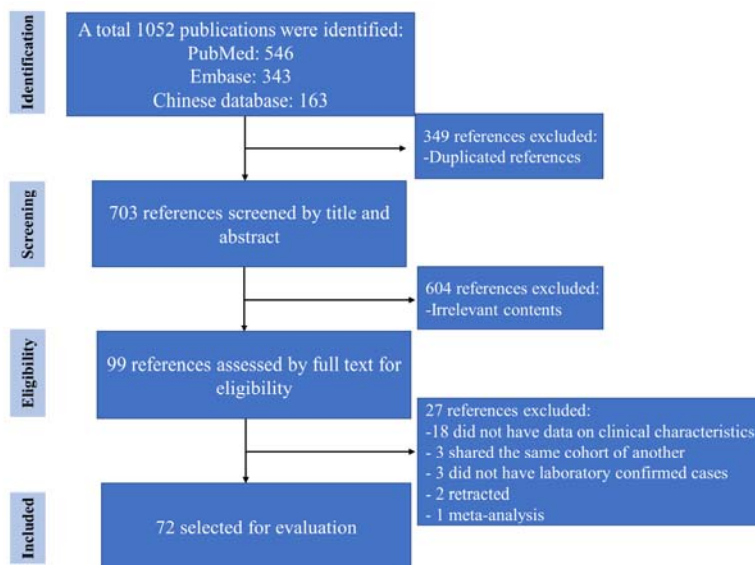 Identification
A total 1052 publications were identified:
PubMed: 546
Embase: 343
Chinese database: 163
349 references excluded:
-Duplicated references
Screening
703 references screened by title and
abstract
604 references excluded:
-Irrelevant contents
Eligibility
99 references assessed by full text for
eligibility
27 references excluded:
-18 did not have data on clinical characteristics
- 3 shared the same cohort of another
- 3 did not have laboratory confirmed cases
- 2 retracted
- 1 meta-analysis
Included
72 selected for evaluation